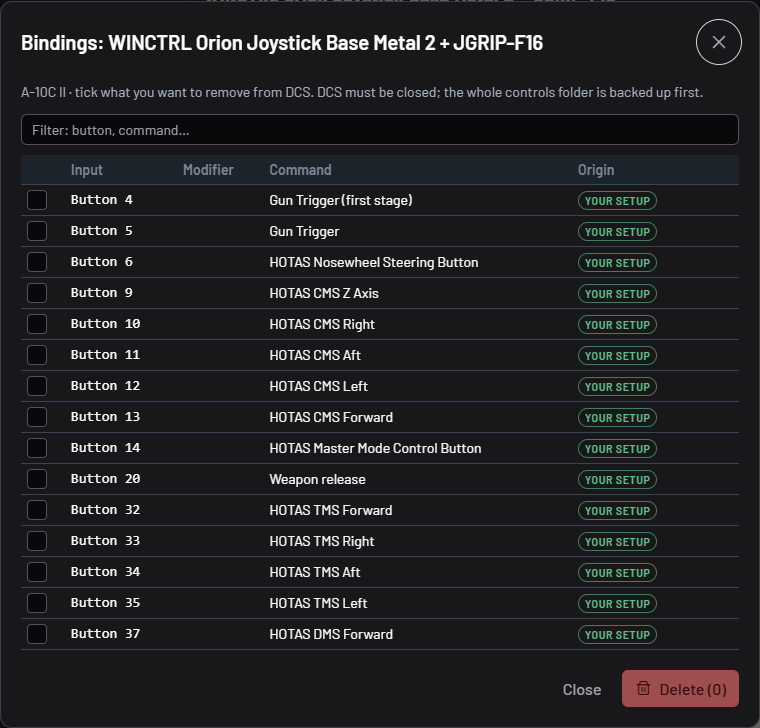 Bindings: WINCTRL Orion Joystick Base Metal 2 + JGRIP-F16
A-10C II · tick what you want to remove from DCS. DCS must be closed; the whole controls folder is backed up first.
Filter: button, command...
Input Modifier Command Origin
Button 4 Gun Trigger (first stage) YOUR SETUP
Button 5 Gun Trigger YOUR SETUP
Button 6 HOTAS Nosewheel Steering Button YOUR SETUP
Button 9 HOTAS CMS Z Axis YOUR SETUP
Button 10 HOTAS CMS Right YOUR SETUP
Button 11 HOTAS CMS Aft YOUR SETUP
Button 12 HOTAS CMS Left YOUR SETUP
Button 13 HOTAS CMS Forward YOUR SETUP
Button 14 HOTAS Master Mode Control Button YOUR SETUP
Button 20 Weapon release YOUR SETUP
Button 32 HOTAS TMS Forward YOUR SETUP
Button 33 HOTAS TMS Right YOUR SETUP
Button 34 HOTAS TMS Aft YOUR SETUP
Button 35 HOTAS TMS Left YOUR SETUP
Button 37 HOTAS DMS Forward YOUR SETUP
Close Delete (0)